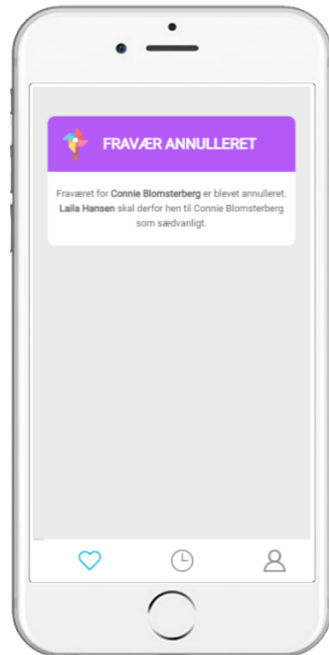 FRAVÆR ANNULLERET
Fraværet for Connie Blomsterberg er blevet annulleret.
Laila Hansen skal derfor hen til Connie Blomsterberg
som sædvanligt.